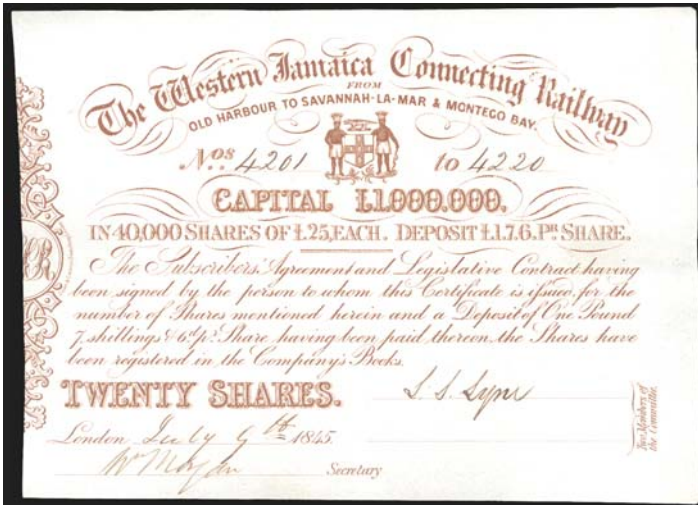 The Western Jamaica Connecting Railway
FROM
OLD HARBOUR TO SAVANNAH-LA-MAR & MONTEGO BAY.
Nos. 4201 to 4220
CAPITAL £1000.000.
IN 40,000 SHARES OF £25, EACH. DEPOSIT £1.7.6. PR SHARE.
The Subscribers' Agreement and Legislative Contract having
been signed by the person to whom this Certificate is issued, for the
number of Shares mentioned herein and a Deposit of One Pound
7 shillings & 6d pr. Share, having been paid thereon, the Shares have
been registered in the Company's Books.
TWENTY SHARES.
London July 9th 1845.
Wm Morgan Secretary
Two Members of
the Committee.